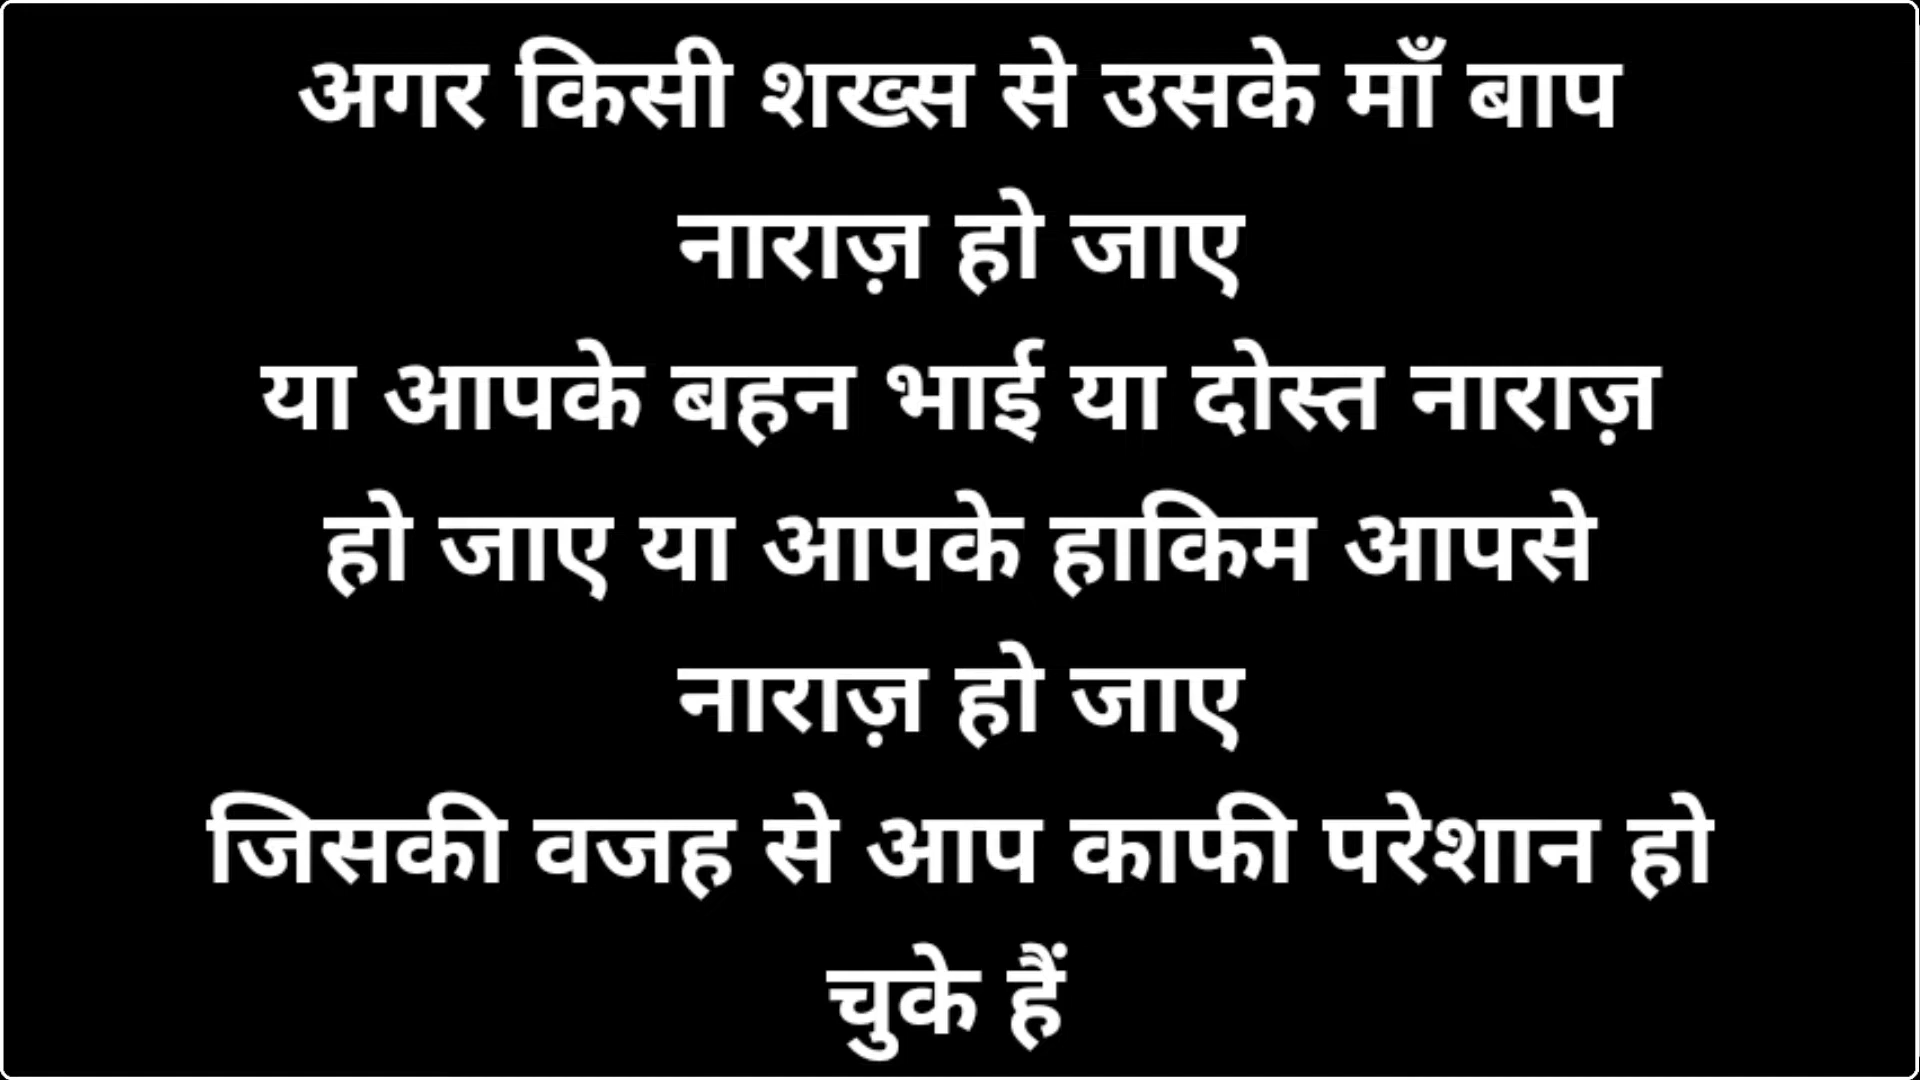 अगर किसी शख्स से उसके माँ बाप
नाराज़ हो जाए
या आपके बहन भाई या दोस्त नाराज़
हो जाए या आपके हाकिम आपसे
नाराज़ हो जाए
जिसकी वजह से आप काफी परेशान हो
चुके हैं